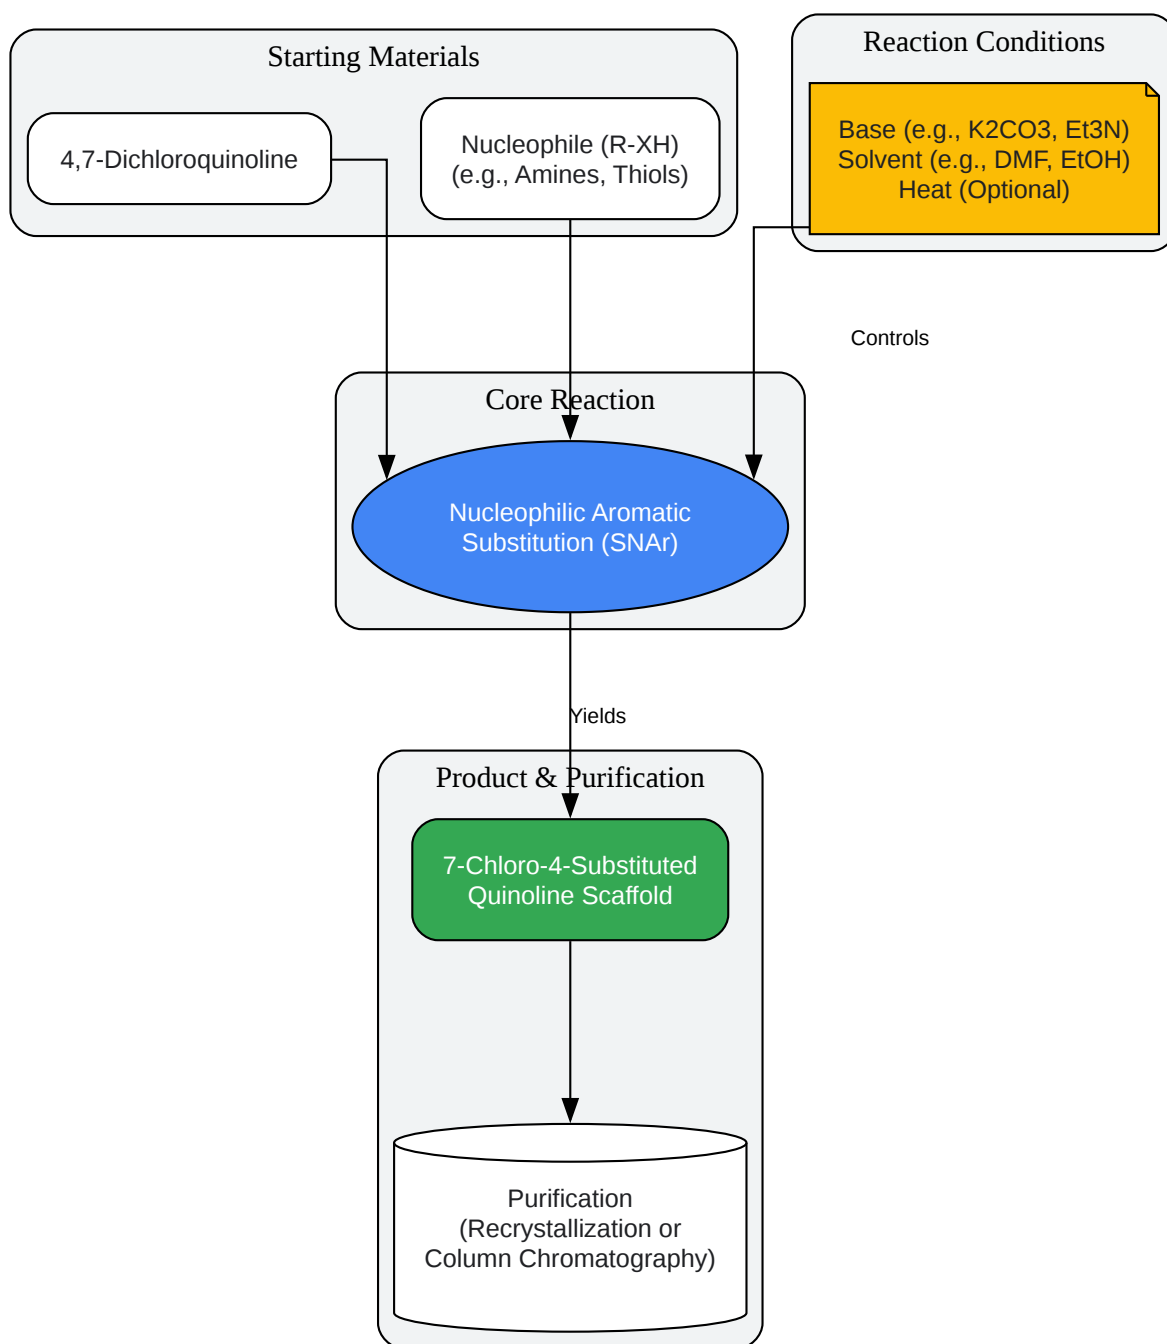 Starting Materials
4,7-Dichloroquinoline
Nucleophile (R-XH)
(e.g., Amines, Thiols)
Reaction Conditions
Base (e.g., K2CO3, Et3N)
Solvent (e.g., DMF, EtOH)
Heat (Optional)
Controls
Core Reaction
Nucleophilic Aromatic
Substitution (SNAr)
Yields
Product & Purification
7-Chloro-4-Substituted
Quinoline Scaffold
Purification
(Recrystallization or
Column Chromatography)